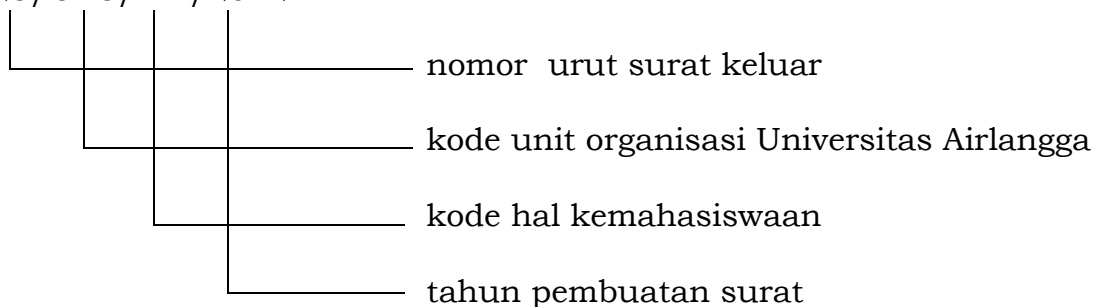 nomor urut surat keluar
kode unit organisasi Universitas Airlangga
kode hal kemahasiswaan
tahun pembuatan surat